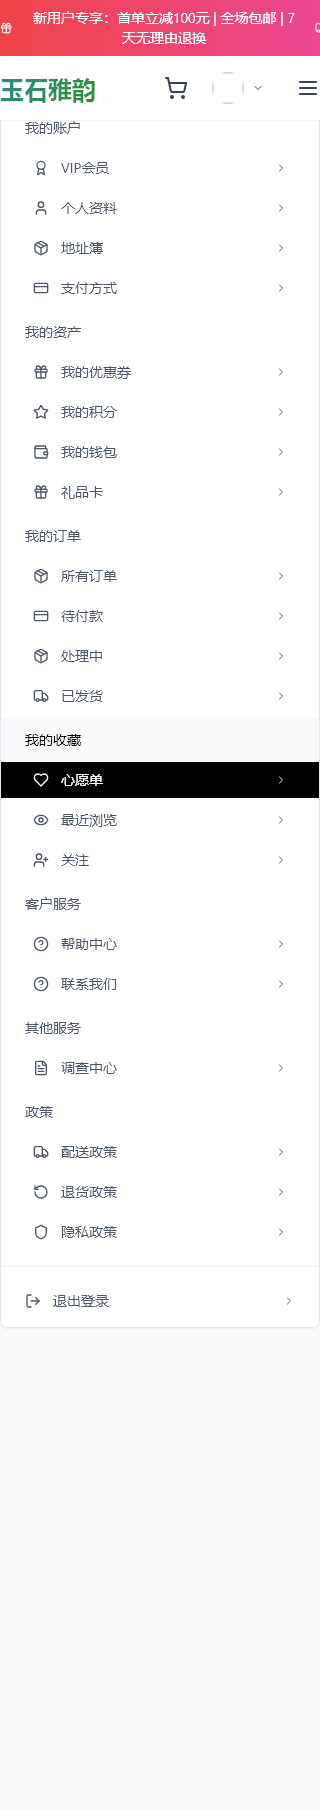 新用户专享：首单立减100元 | 全场包邮 | 7
天无理由退换
玉石雅韵
我的账户
VIP会员
个人资料
地址簿
支付方式
我的资产
我的优惠券
我的积分
我的钱包
礼品卡
我的订单
所有订单
待付款
处理中
已发货
我的收藏
心愿单
最近浏览
关注
客户服务
帮助中心
联系我们
其他服务
调查中心
政策
配送政策
退货政策
隐私政策
退出登录